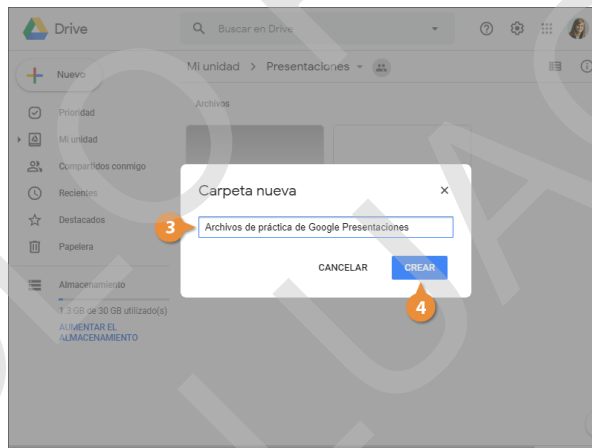 Drive
Buscar en Drive
Nuevo
Mi unidad > Presentaciones
Prioridad
Archivos
Mi unidad
Compartidos conmigo
Recientes
Destacados
Papelera
Carpeta nueva
3
Archivos de práctica de Google Presentaciones
CANCELAR
CREAR
4
Almacenamiento
1.3 GB de 30 GB utilizado(s)
AUMENTAR EL
ALMACENAMIENTO